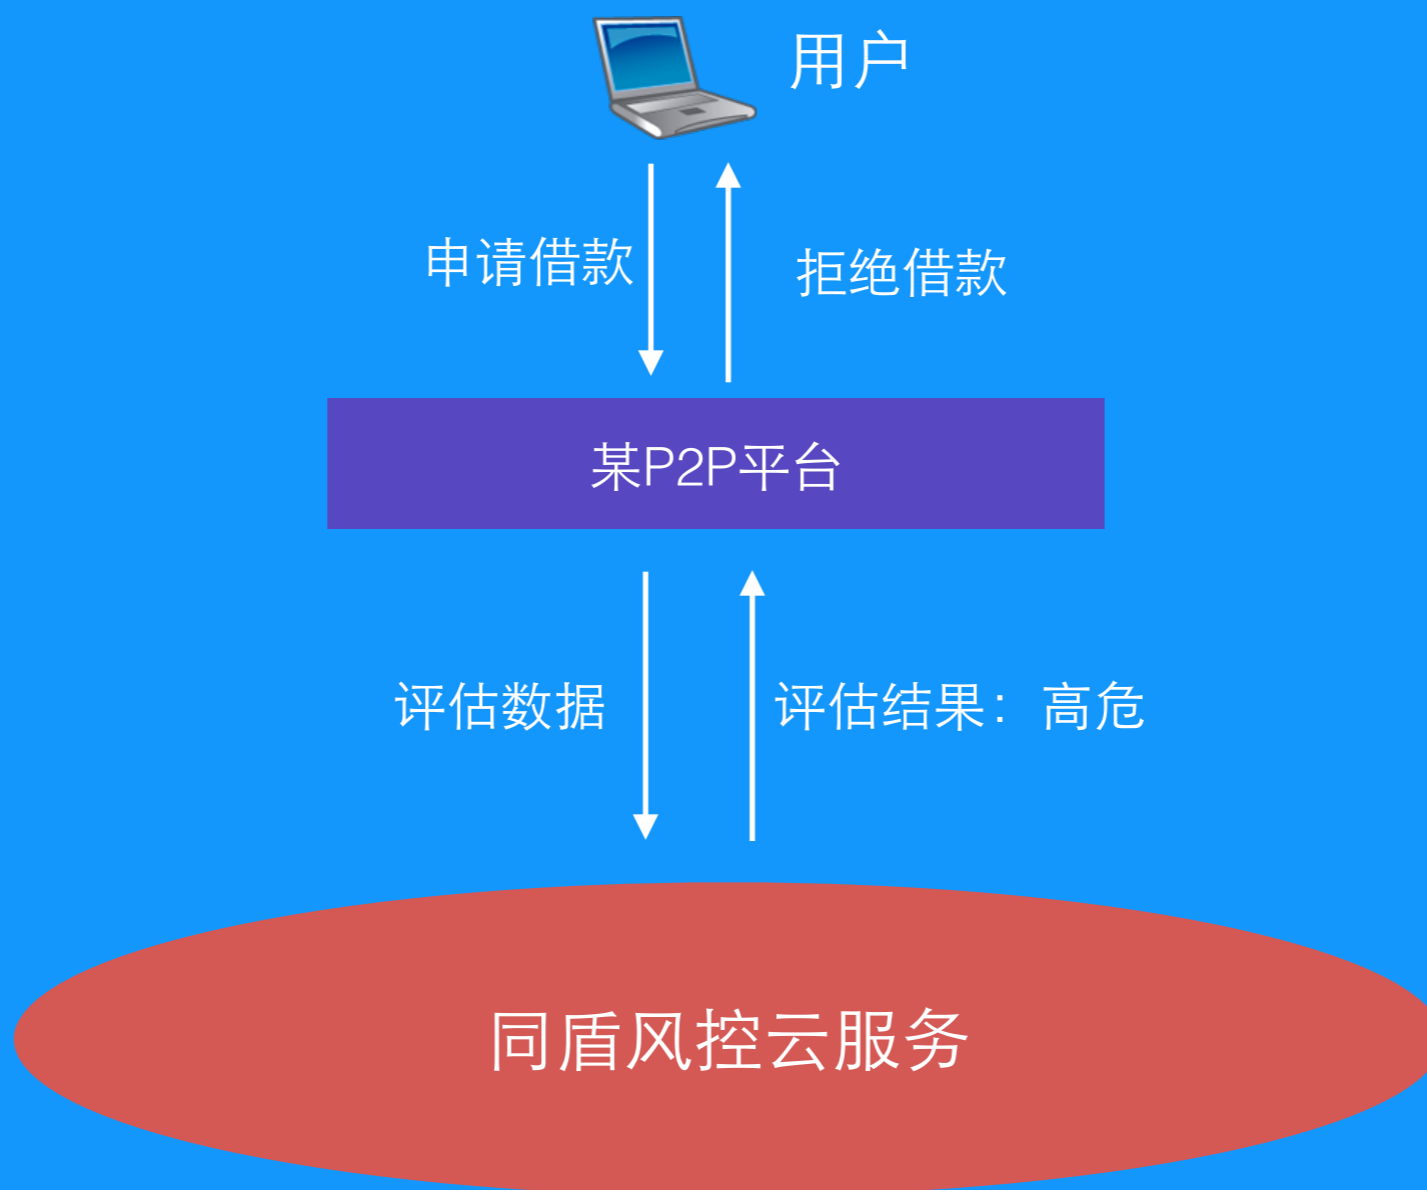 用户
申请借款
拒绝借款
某P2P平台
评估数据
评估结果：高危
同盾风控云服务